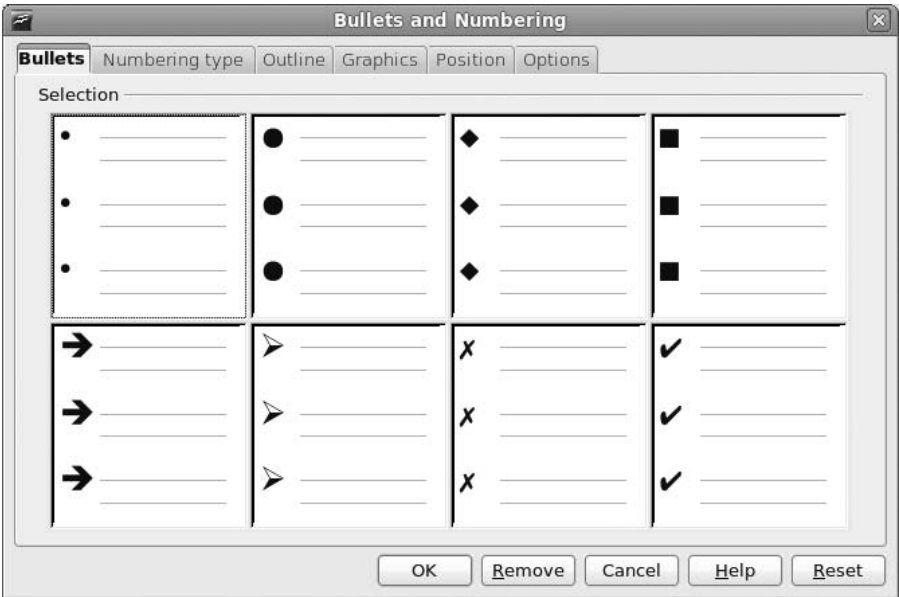 Bullets and Numbering
Bullets Numbering type Outline Graphics Position Options
Selection
OK Remove Cancel Help Reset